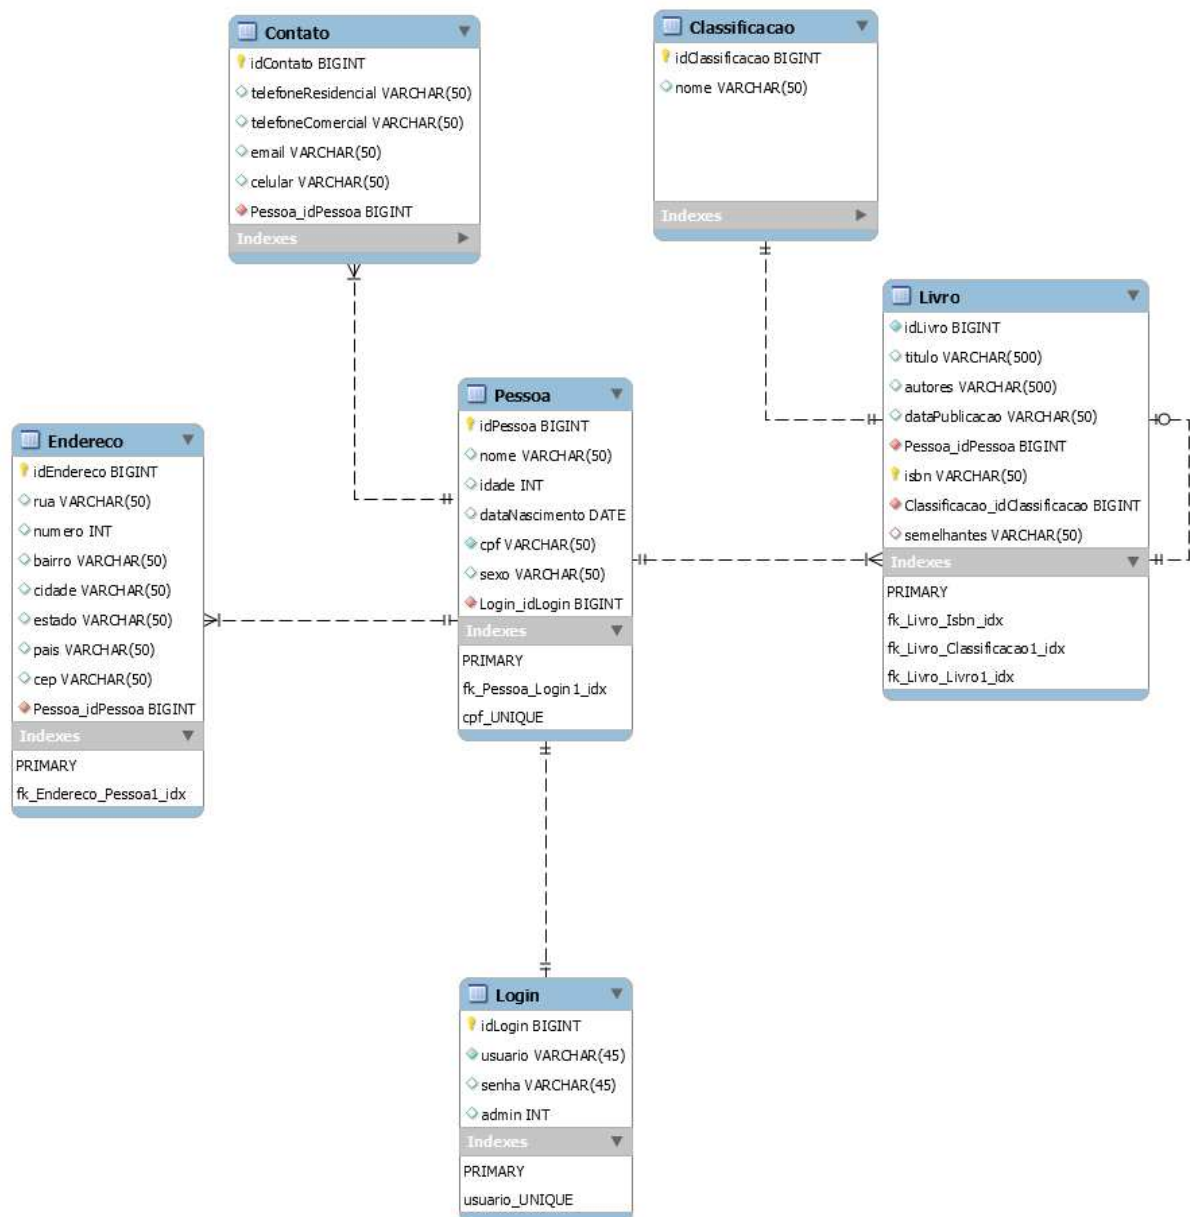 Contato
idContato BIGINT
telefoneResidencial VARCHAR(50)
telefoneComercial VARCHAR(50)
email VARCHAR(50)
celular VARCHAR(50)
Pessoa_idPessoa BIGINT
Indexes
Classificacao
idClassificacao BIGINT
nome VARCHAR(50)
Indexes
Livro
idLivro BIGINT
titulo VARCHAR(500)
autores VARCHAR(500)
dataPublicacao VARCHAR(50)
Pessoa_idPessoa BIGINT
isbn VARCHAR(50)
Classificacao_idClassificacao BIGINT
semelhantes VARCHAR(50)
Indexes
PRIMARY
fk_Livro_Isbn_idx
fk_Livro_Classificacao1_idx
fk_Livro_Livro1_idx
Pessoa
idPessoa BIGINT
nome VARCHAR(50)
idade INT
dataNascimento DATE
cpf VARCHAR(50)
sexo VARCHAR(50)
Login_idLogin BIGINT
Indexes
PRIMARY
fk_Pessoa_Login1_idx
cpf_UNIQUE
Endereco
idEndereco BIGINT
rua VARCHAR(50)
numero INT
bairro VARCHAR(50)
cidade VARCHAR(50)
estado VARCHAR(50)
pais VARCHAR(50)
cep VARCHAR(50)
Pessoa_idPessoa BIGINT
Indexes
PRIMARY
fk_Endereco_Pessoa1_idx
Login
idLogin BIGINT
usuario VARCHAR(45)
senha VARCHAR(45)
admin INT
Indexes
PRIMARY
usuario_UNIQUE